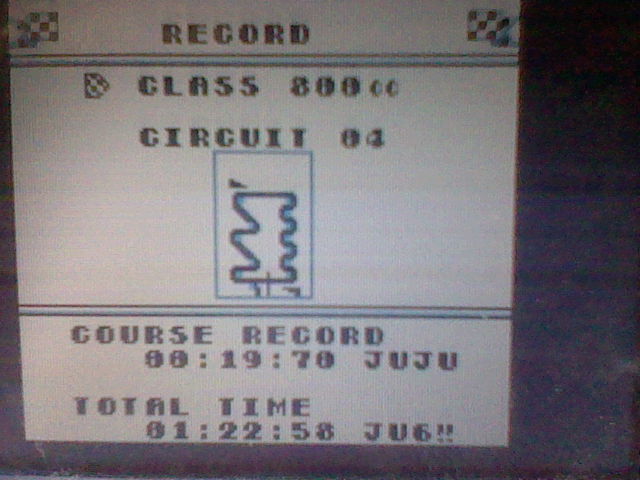 RECORD
CLASS 800cc
CIRCUIT 04
COURSE RECORD
00:19:70 JUJU
TOTAL TIME
01:22:58 JU6!!